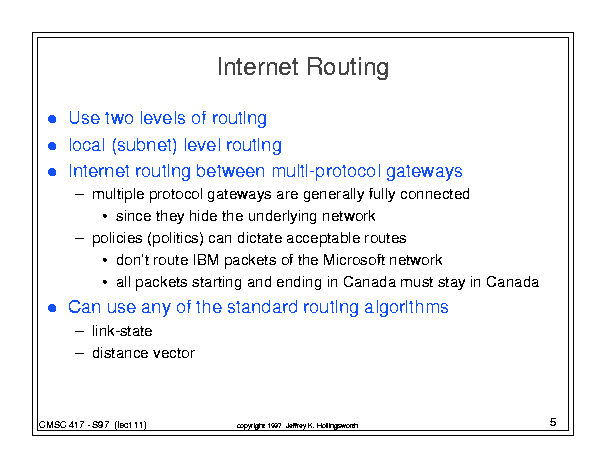 Internet Routing
● Use two levels of routing
● local (subnet) level routing
● Internet routing between multi-protocol gateways
– multiple protocol gateways are generally fully connected
• since they hide the underlying network
– policies (politics) can dictate acceptable routes
• don't route IBM packets of the Microsoft network
• all packets starting and ending in Canada must stay in Canada
● Can use any of the standard routing algorithms
– link-state
– distance vector
CMSC 417 - S97 (lect11) copyright 1997 Jeffrey K. Hollingsworth 5